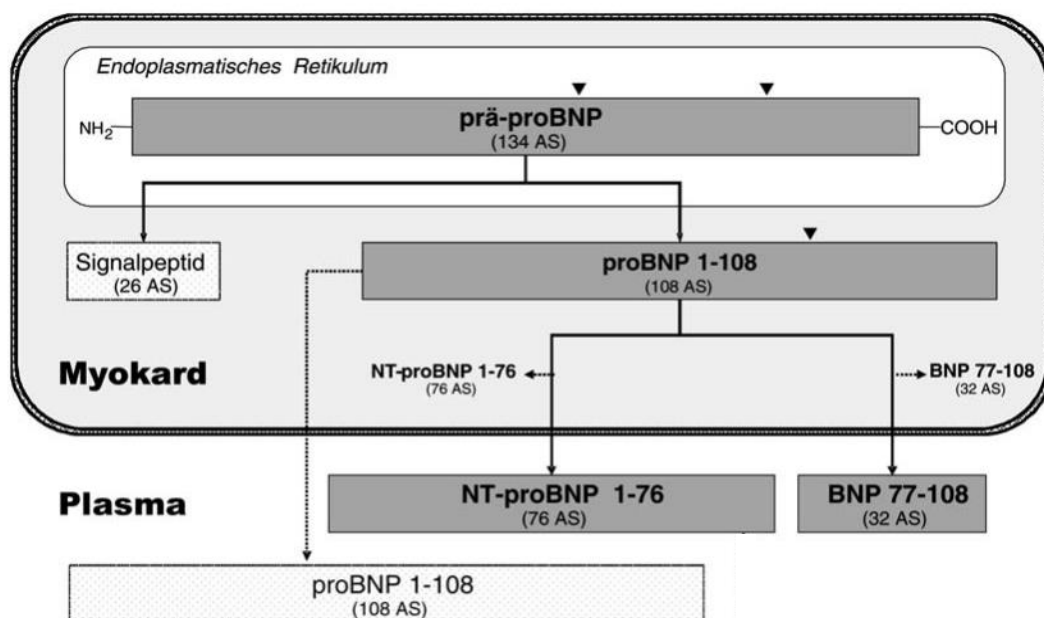 Endoplasmatisches Retikulum
prä-proBNP
NH2
(134 AS)
COOH
Signalpeptid
(26 AS)
proBNP 1-108
(108 AS)
Myokard
NT-proBNP 1-76
(76 AS)
BNP 77-108
(32 AS)
Plasma
NT-proBNP 1-76
(76 AS)
BNP 77-108
(32 AS)
proBNP 1-108
(108 AS)